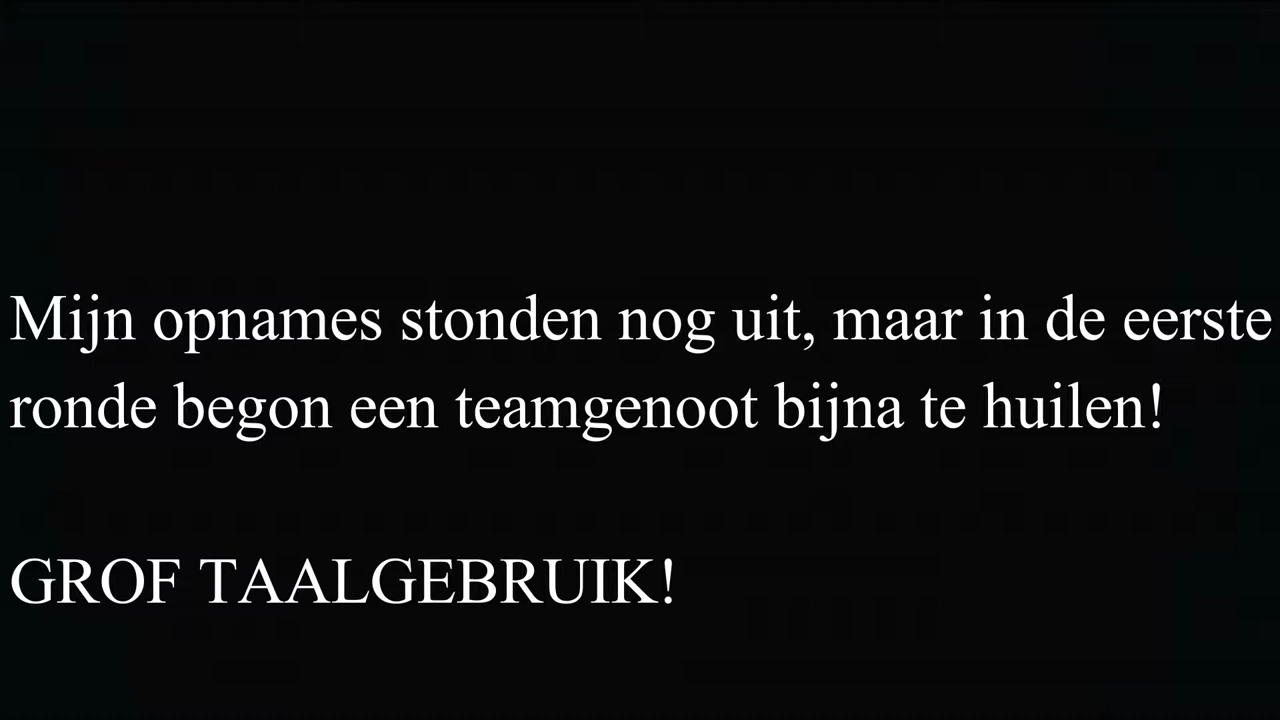 Mijn opnames stonden nog uit, maar in de eerste
ronde begon een teamgenoot bijna te huilen!
GROF TAALGEBRUIK!